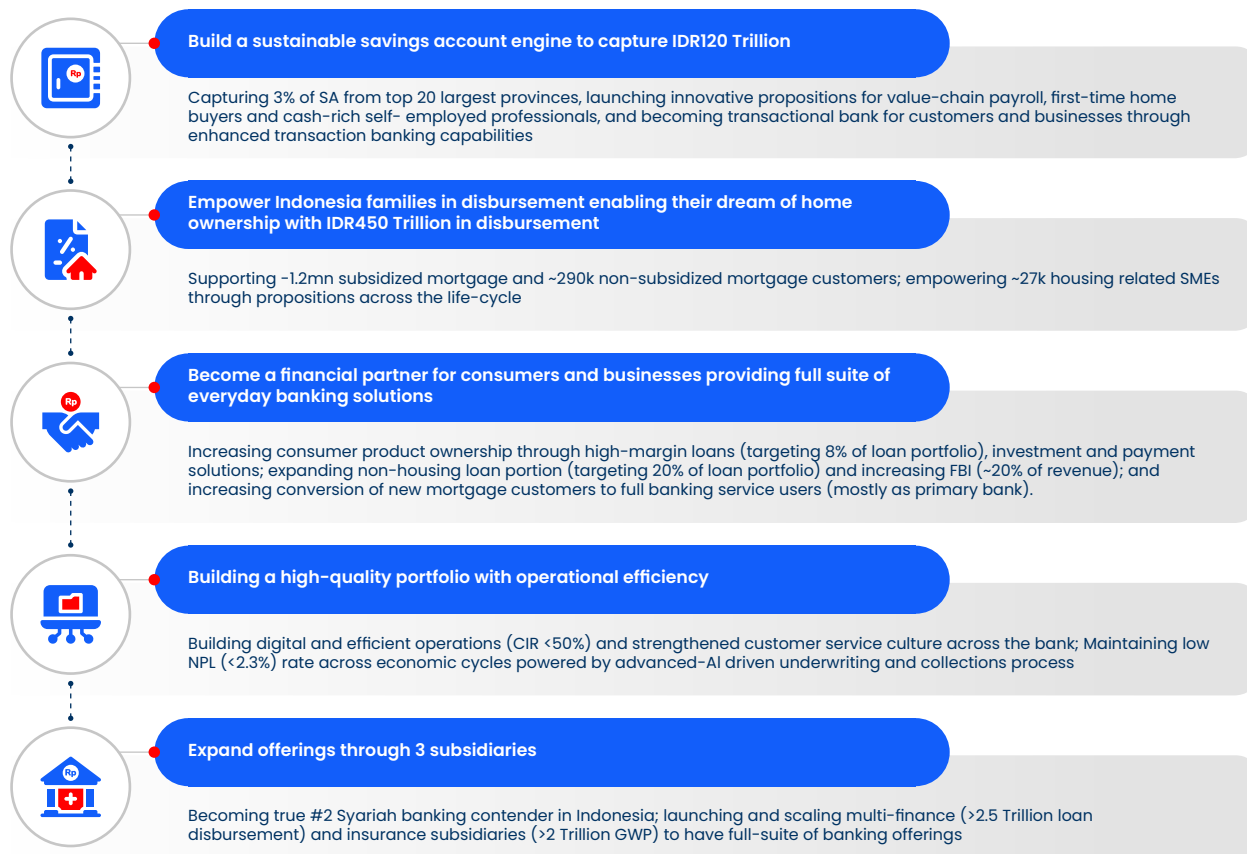 Build a sustainable savings account engine to capture IDR120 Trillion
Rp
Capturing 3% of SA from top 20 largest provinces, launching innovative propositions for value-chain payroll, first-time home
buyers and cash-rich self- employed professionals, and becoming transactional bank for customers and businesses through
enhanced transaction banking capabilities
Empower Indonesia families in disbursement enabling their dream of home
ownership with IDR450 Trillion in disbursement
Supporting -1.2mn subsidized mortgage and ~290k non-subsidized mortgage customers; empowering ~27k housing related SMEs
through propositions across the life-cycle
Become a financial partner for consumers and businesses providing full suite of
everyday banking solutions
Rp
Increasing consumer product ownership through high-margin loans (targeting 8% of loan portfolio), investment and payment
solutions; expanding non-housing loan portion (targeting 20% of loan portfolio) and increasing FBI (~20% of revenue); and
increasing conversion of new mortgage customers to full banking service users (mostly as primary bank).
Building a high-quality portfolio with operational efficiency
Building digital and efficient operations (CIR <50%) and strengthened customer service culture across the bank; Maintaining low
NPL (<2.3%) rate across economic cycles powered by advanced-AI driven underwriting and collections process
Expand offerings through 3 subsidiaries
Rp
Becoming true #2 Syariah banking contender in Indonesia; launching and scaling multi-finance (>2.5 Trillion loan
disbursement) and insurance subsidiaries (>2 Trillion GWP) to have full-suite of banking offerings